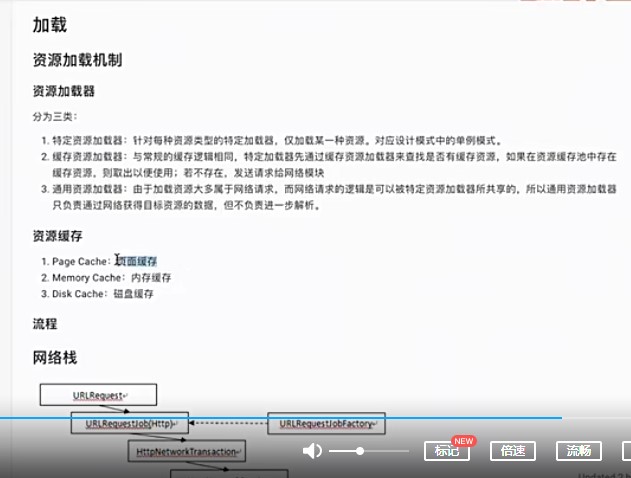 加载
资源加载机制
资源加载器
分为三类：
1. 特定资源加载器：针对每种资源类型的特定加载器，仅加载某一种资源。对应设计模式中的单例模式。
2. 缓存资源加载器：与常规的缓存逻辑相同，特定加载器先通过缓存资源加载器来查找是否有缓存资源，如果在资源缓存池中存在
缓存资源，则取出以便使用；若不存在，发送请求给网络模块
3. 通用资源加载器：由于加载资源大多属于网络请求，而网络请求的逻辑是可以被特定资源加载器所共享的，所以通用资源加载器
只负责通过网络获得目标资源的数据，但不负责进一步解析。
资源缓存
1. Page Cache：页面缓存
2. Memory Cache：内存缓存
3. Disk Cache：磁盘缓存
流程
网络栈
URLRequest
URLRequestJob(Http)
URLRequestJobFactory
HttpNetworkTransaction
标记
NEW
倍速
流畅